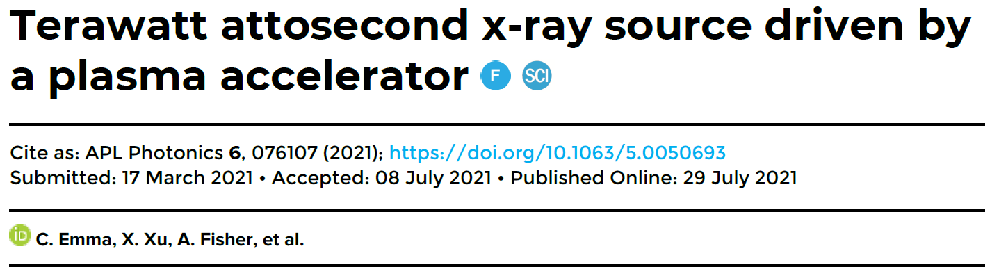 Terawatt attosecond x-ray source driven by
a plasma accelerator F SCI
Cite as: APL Photonics 6, 076107 (2021); https://doi.org/10.1063/5.0050693
Submitted: 17 March 2021 • Accepted: 08 July 2021 • Published Online: 29 July 2021
iD C. Emma, X. Xu, A. Fisher, et al.